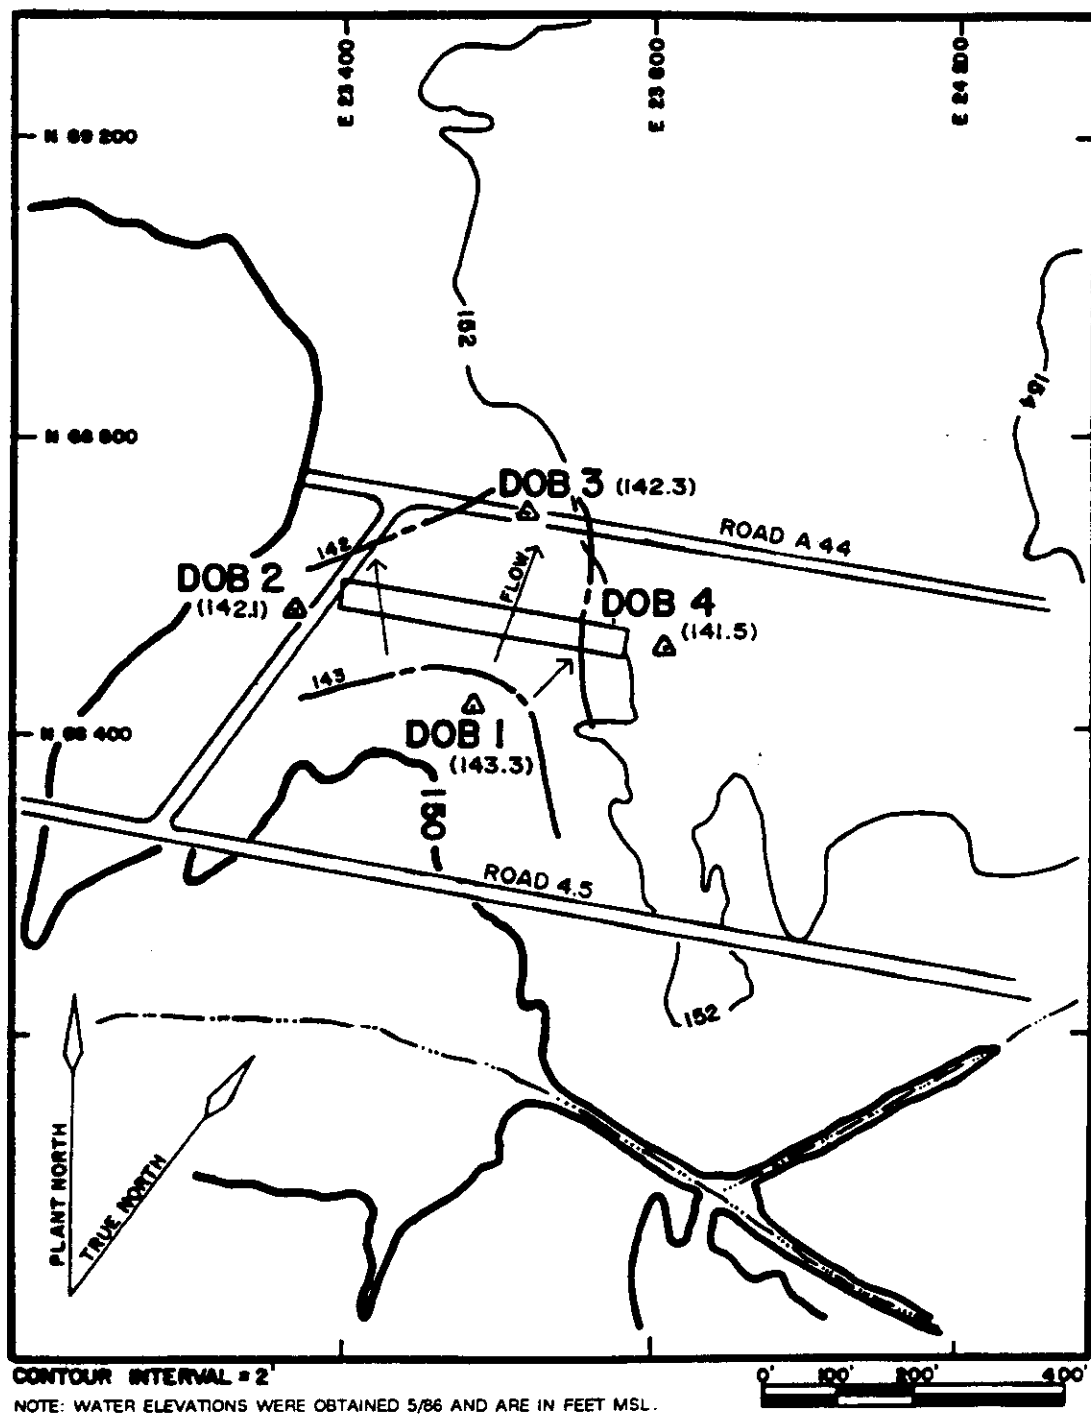 E 23 400
E 23 800
E 24 200
N 69 200
152
154
N 68 800
DOB 3 (142.3)
ROAD A 44
142
DOB 2
(142.1)
FLOW
DOB 4
(141.5)
143
DOB 1
(143.3)
N 68 400
150
ROAD 4.5
152
PLANT NORTH
TRUE NORTH
CONTOUR INTERVAL = 2'
0' 100' 200' 400'
NOTE: WATER ELEVATIONS WERE OBTAINED 5/86 AND ARE IN FEET MSL.